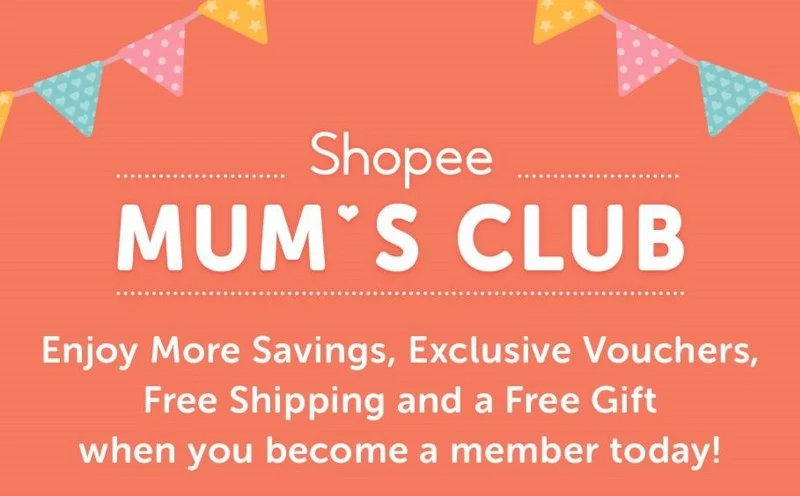 Shopee
MUM'S CLUB
Enjoy More Savings, Exclusive Vouchers,
Free Shipping and a Free Gift
when you become a member today!